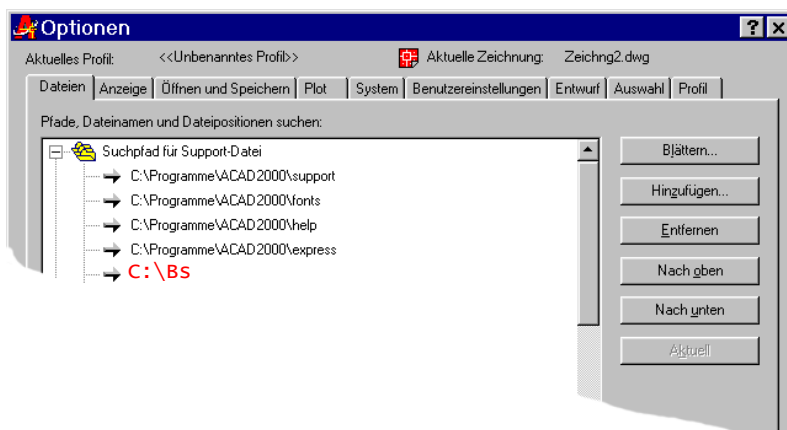 Optionen
Aktuelles Profil: <<Unbenanntes Profil>> Aktuelle Zeichnung: Zeichng2.dwg
Dateien Anzeige Öffnen und Speichern Plot System Benutzereinstellungen Entwurf Auswahl Profil
Pfade, Dateinamen und Dateipositionen suchen:
Suchpfad für Support-Datei
C:\Programme\ACAD2000\support
C:\Programme\ACAD2000\fonts
C:\Programme\ACAD2000\help
C:\Programme\ACAD2000\express
C:\Bs
Blättern...
Hinzufügen...
Entfernen
Nach oben
Nach unten
Aktuell